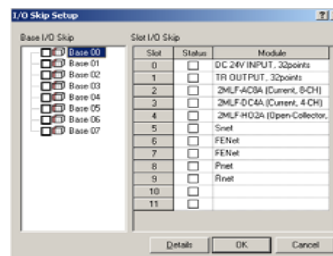 I/O Skip Setup
Base I/O Skip
Slot I/O Skip
Base 00
Base 01
Base 02
Base 03
Base 04
Base 05
Base 06
Base 07
Slot Status Module
0 DC 24V INPUT, 32points
1 TR OUTPUT, 32points
2 2MLF-AC8A (Current, 8-CH)
3 2MLF-DC4A (Current, 4-CH)
4 2MLF-HO2A (Open-Collector,
5 Snet
6 FENet
7 FENet
8 Pnet
9 Rnet
10
11
Details OK Cancel